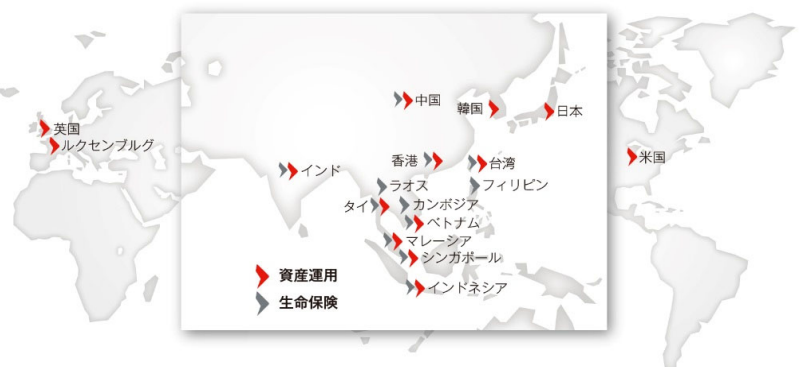 中国
韓国
日本
英国
ルクセンブルグ
香港
台湾
米国
インド
ラオス
フィリピン
タイ
カンボジア
ベトナム
マレーシア
シンガポール
資産運用
インドネシア
生命保険